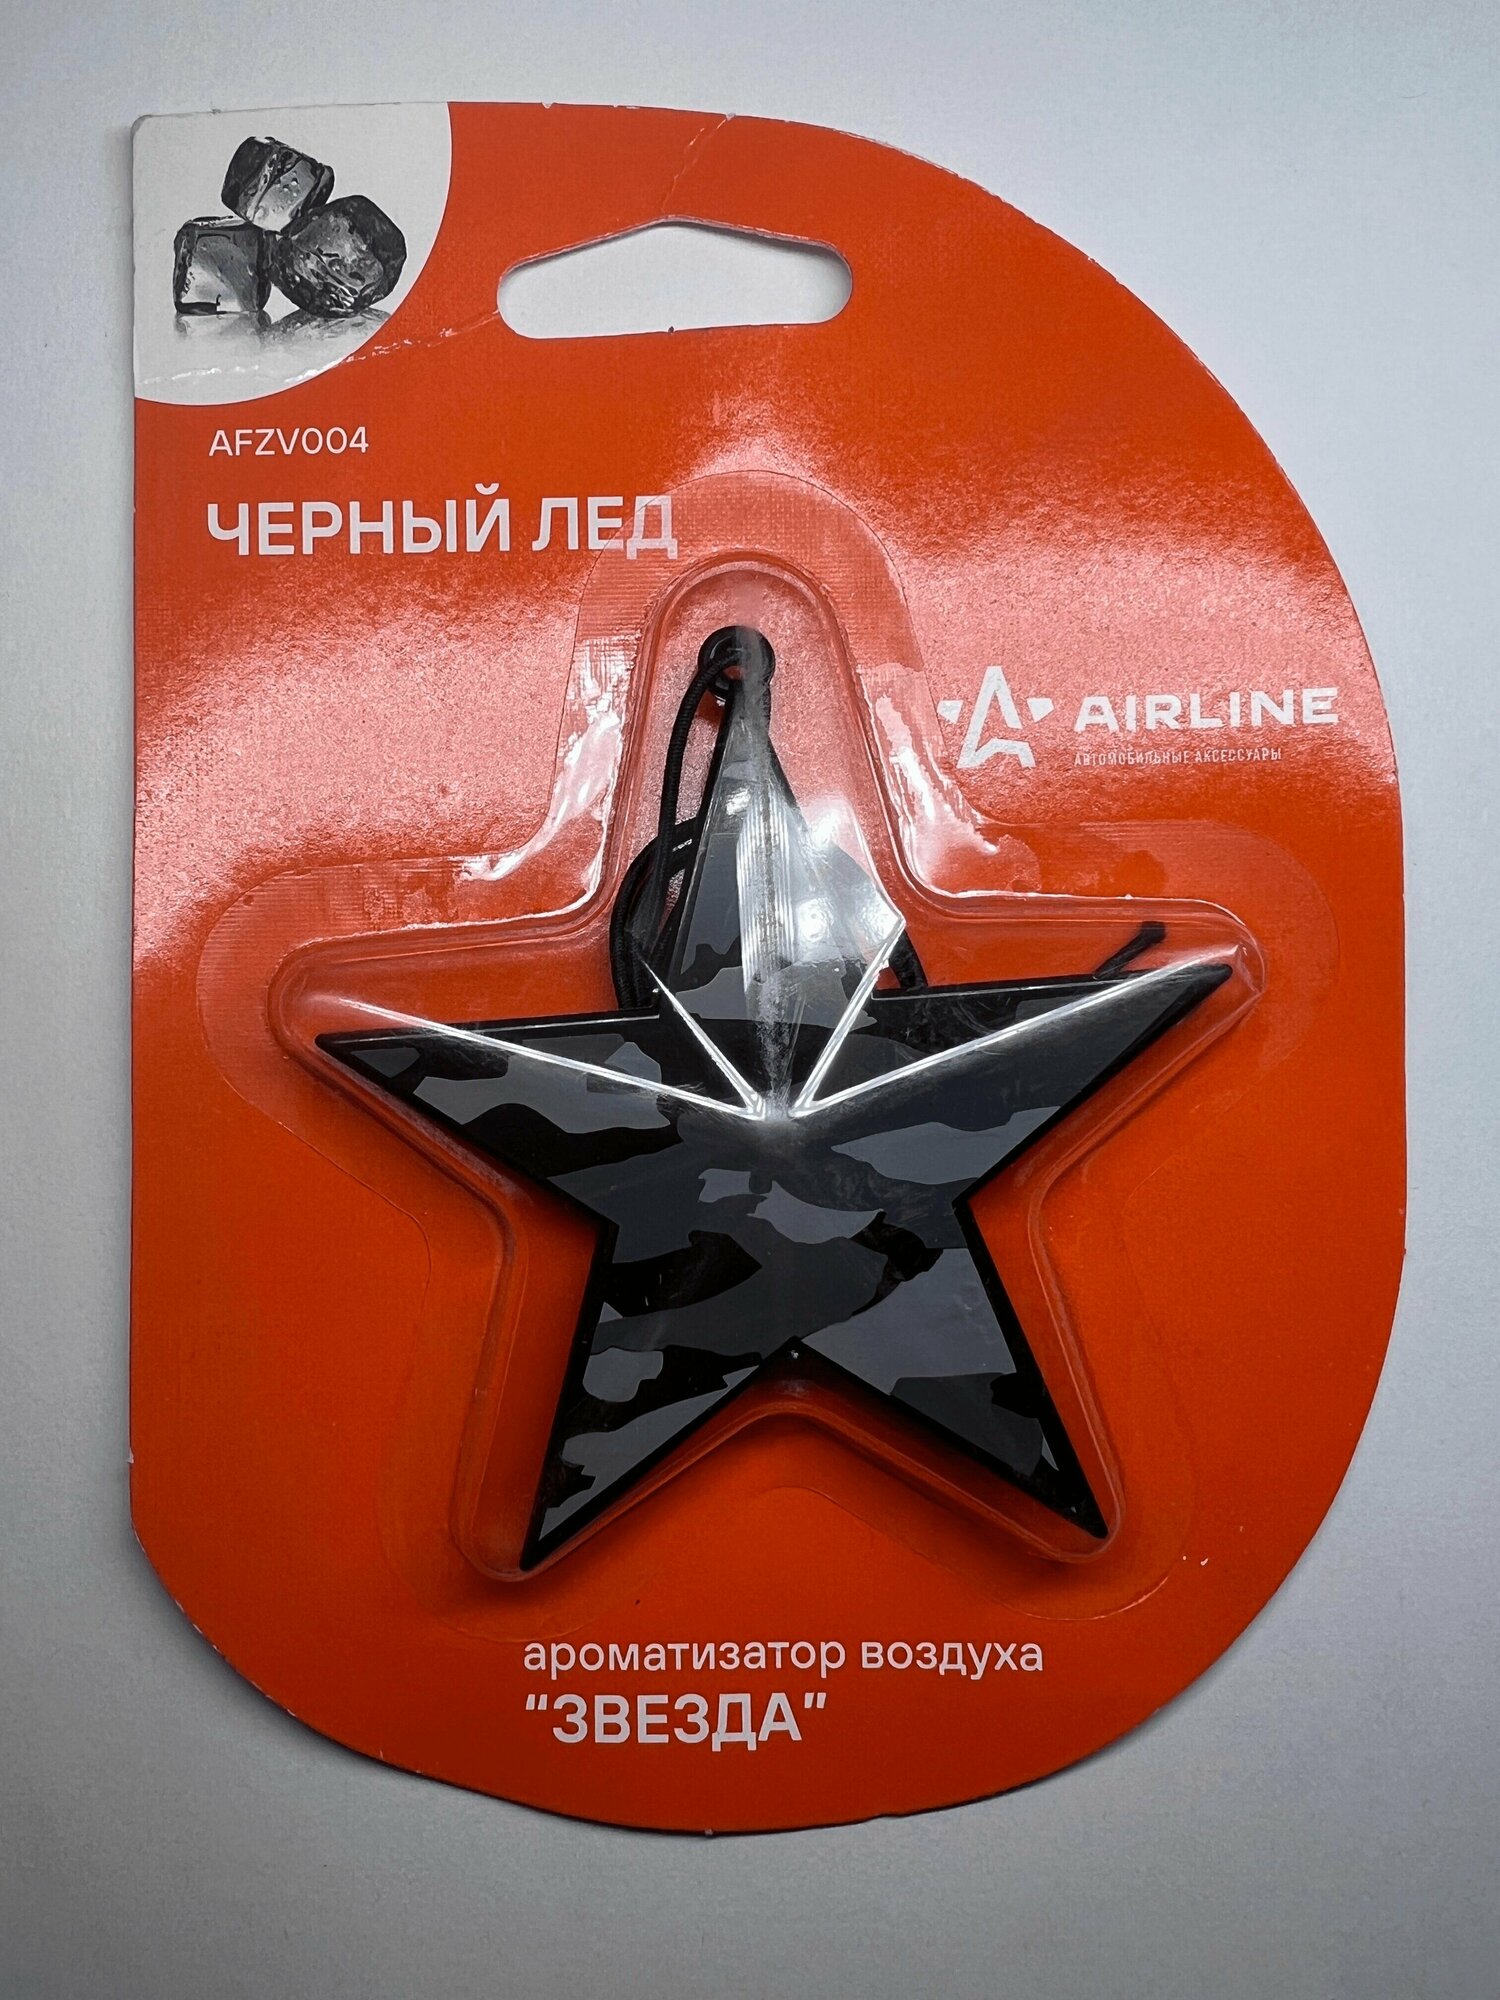 AFZV004
ЧЕРНЫЙ ЛЕД
AIRLINE
АВТОМОБИЛЬНЫЕ АКСЕССУАРЫ
ароматизатор воздуха
"ЗВЕЗДА"